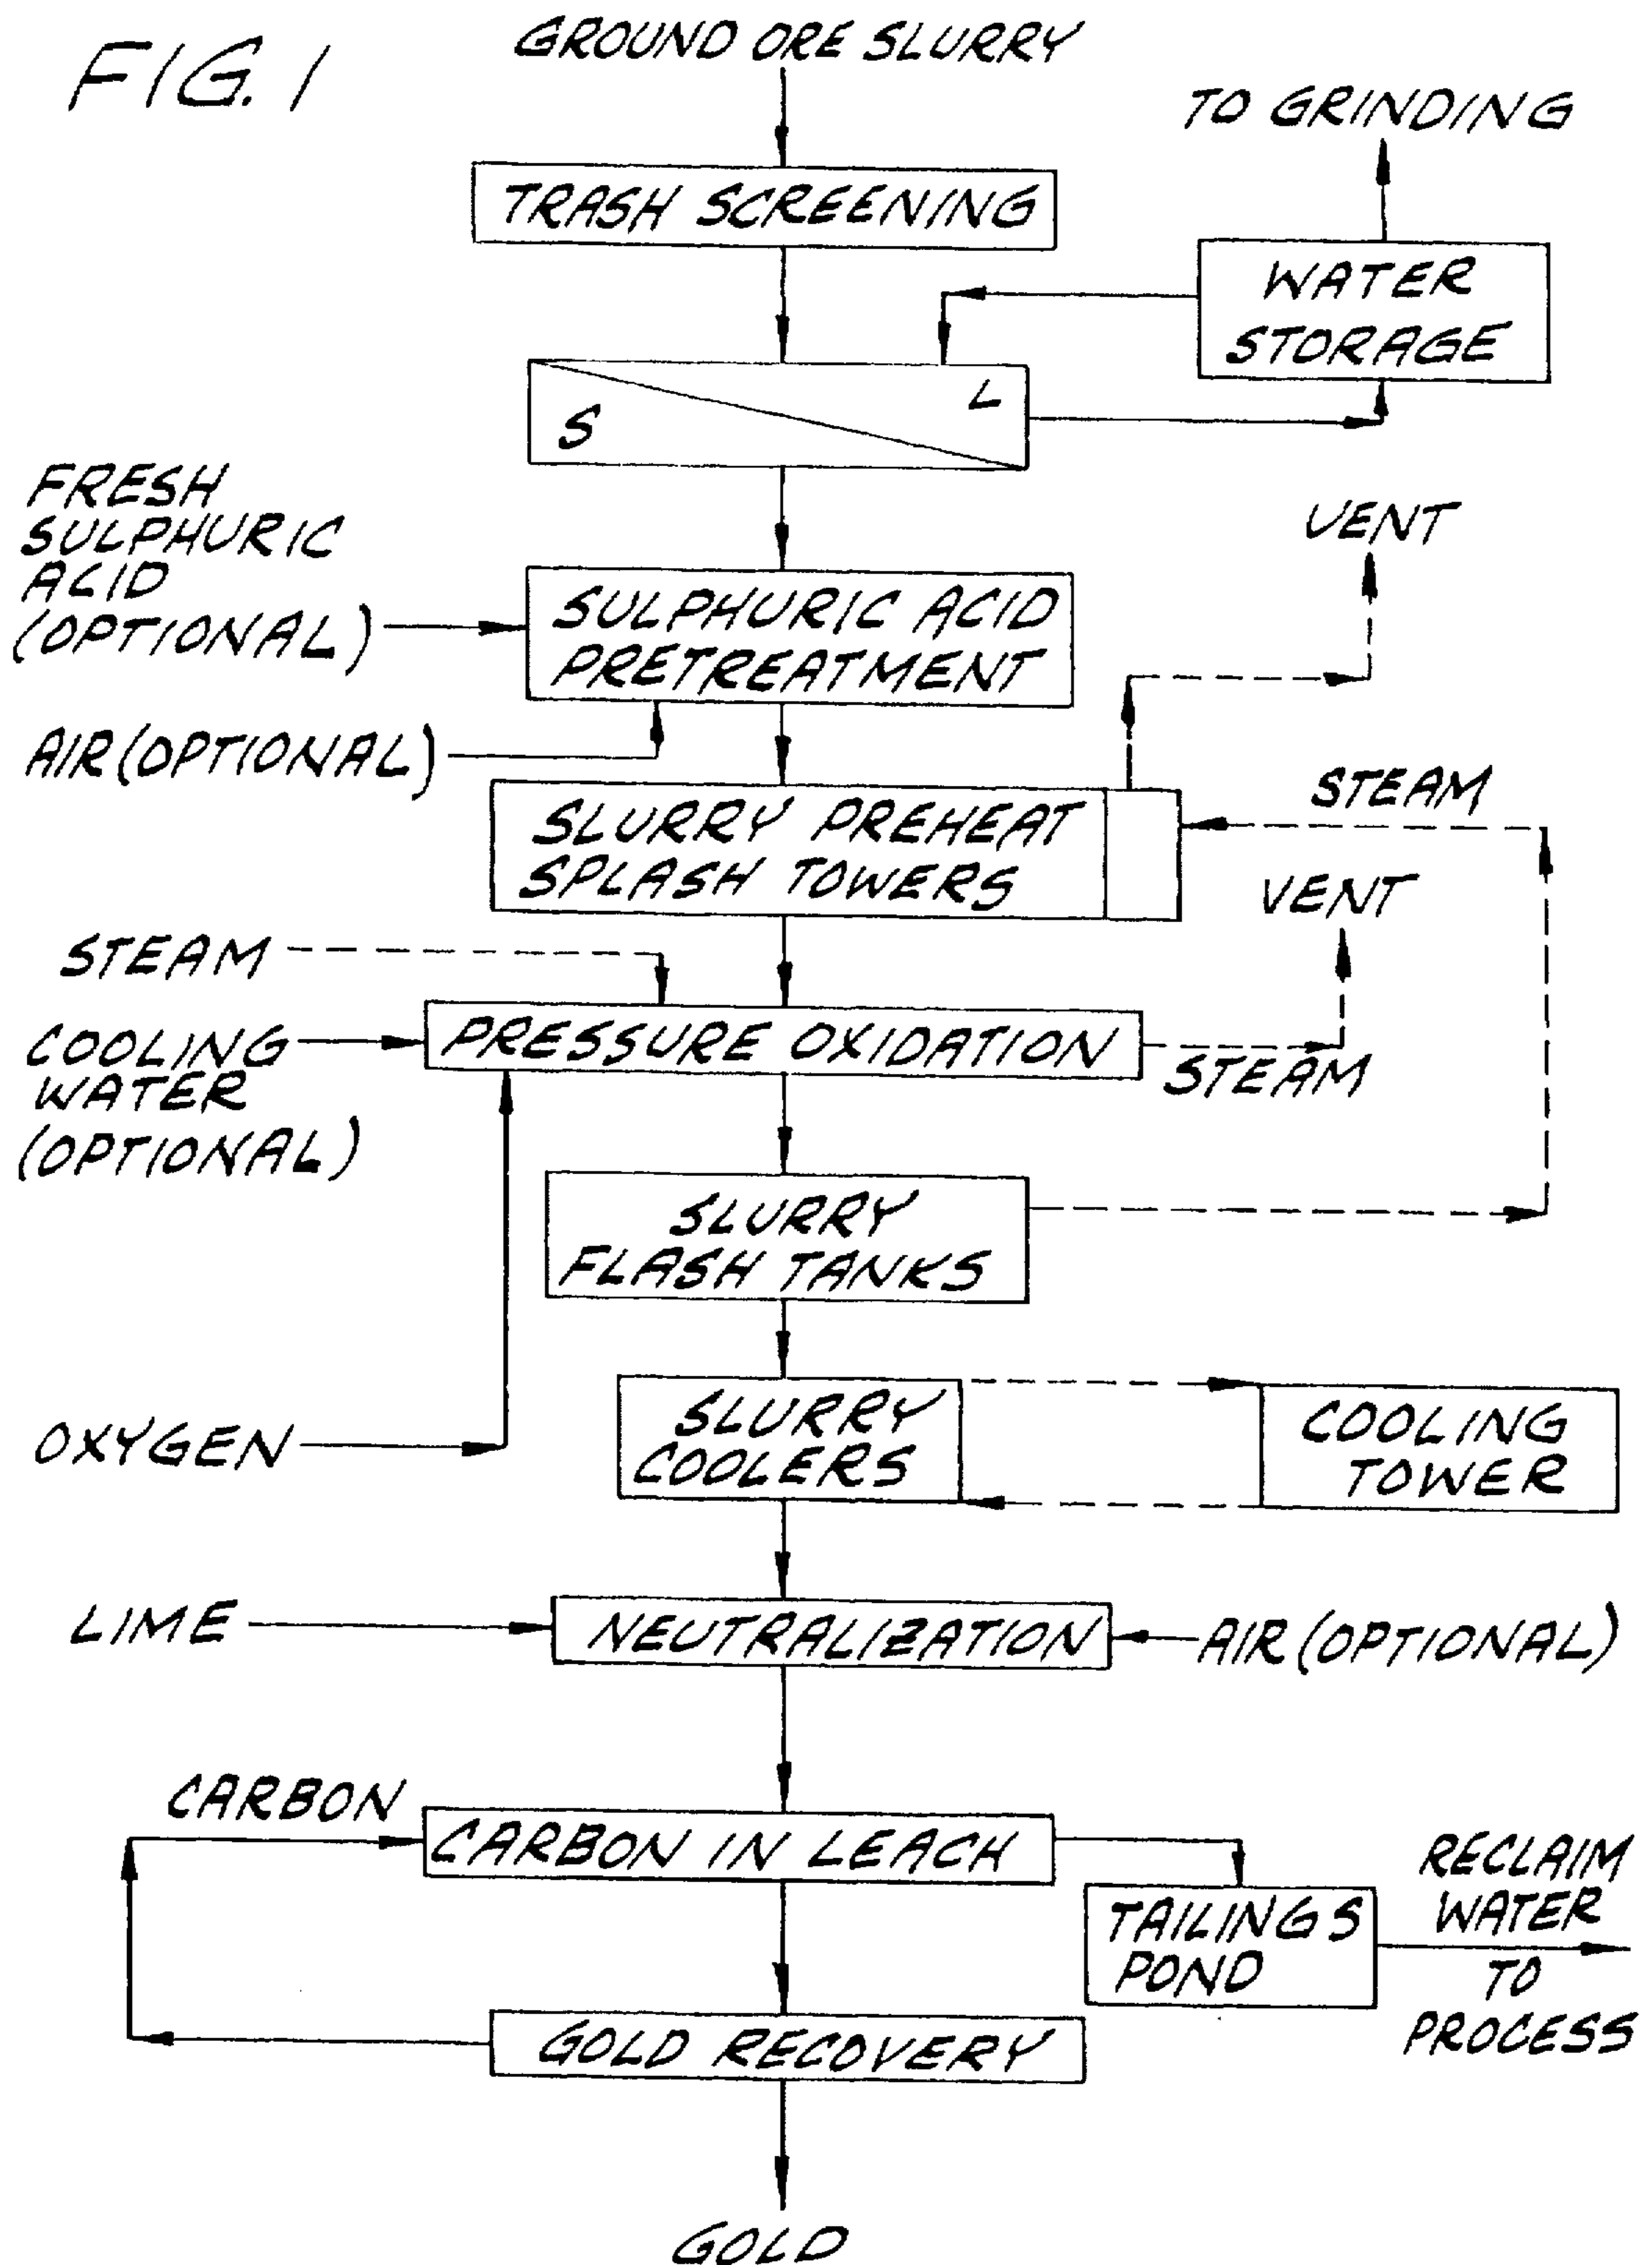 FIG. 1
GROUND ORE SLURRY
TO GRINDING
TRASH SCREENING
WATER
STORAGE
L
S
FRESH
SULPHURIC
ACID
(OPTIONAL)
VENT
SULPHURIC ACID
PRETREATMENT
AIR (OPTIONAL)
STEAM
SLURRY PREHEAT
SPLASH TOWERS
VENT
STEAM
COOLING
WATER
(OPTIONAL)
PRESSURE OXIDATION
STEAM
SLURRY
FLASH TANKS
OXYGEN
SLURRY
COOLERS
COOLING
TOWER
LIME
NEUTRALIZATION
AIR (OPTIONAL)
CARBON
CARBON IN LEACH
RECLAIM
WATER
TO
PROCESS
TAILINGS
POND
GOLD RECOVERY
GOLD